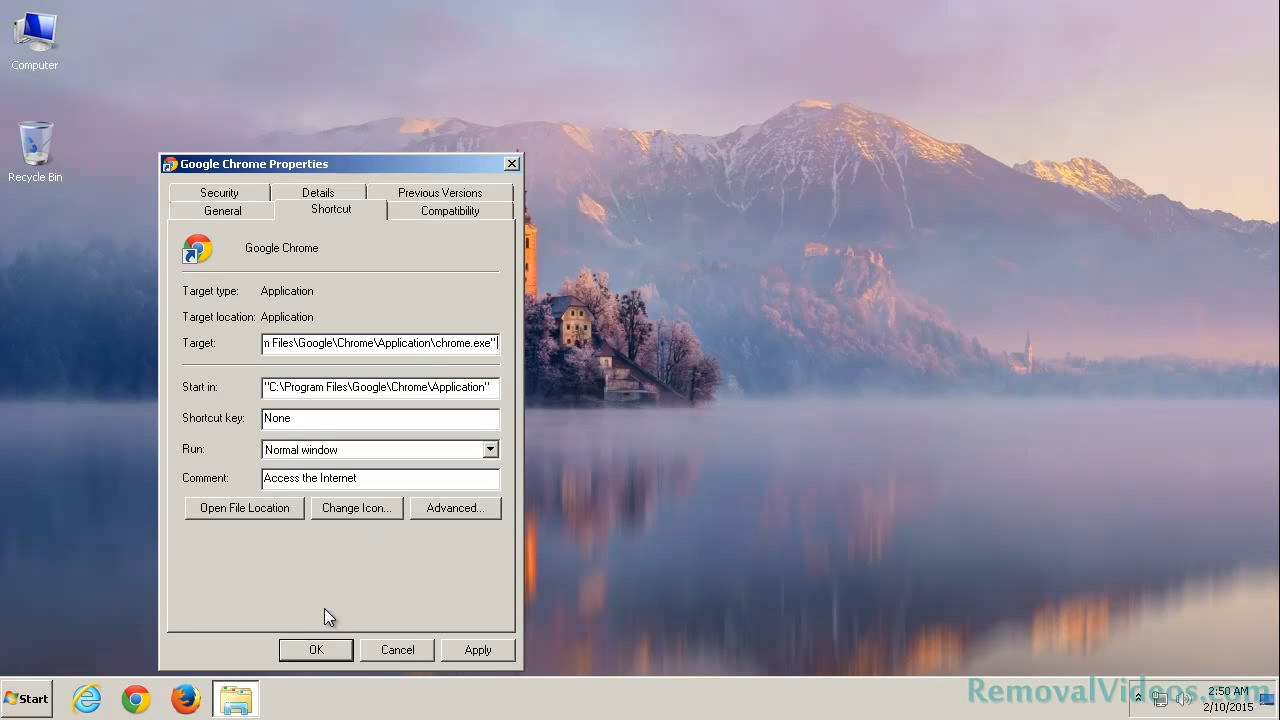 Computer
Recycle Bin
Google Chrome Properties
Security Details Previous Versions
General Shortcut Compatibility
Google Chrome
Target type: Application
Target location: Application
Target: n Files\Google\Chrome\Application\chrome.exe"
Start in: "C:\Program Files\Google\Chrome\Application"
Shortcut key: None
Run: Normal window
Comment: Access the Internet
Open File Location Change Icon... Advanced...
OK Cancel Apply
Start
RemovalVideos.com
2:50 AM
2/10/2015